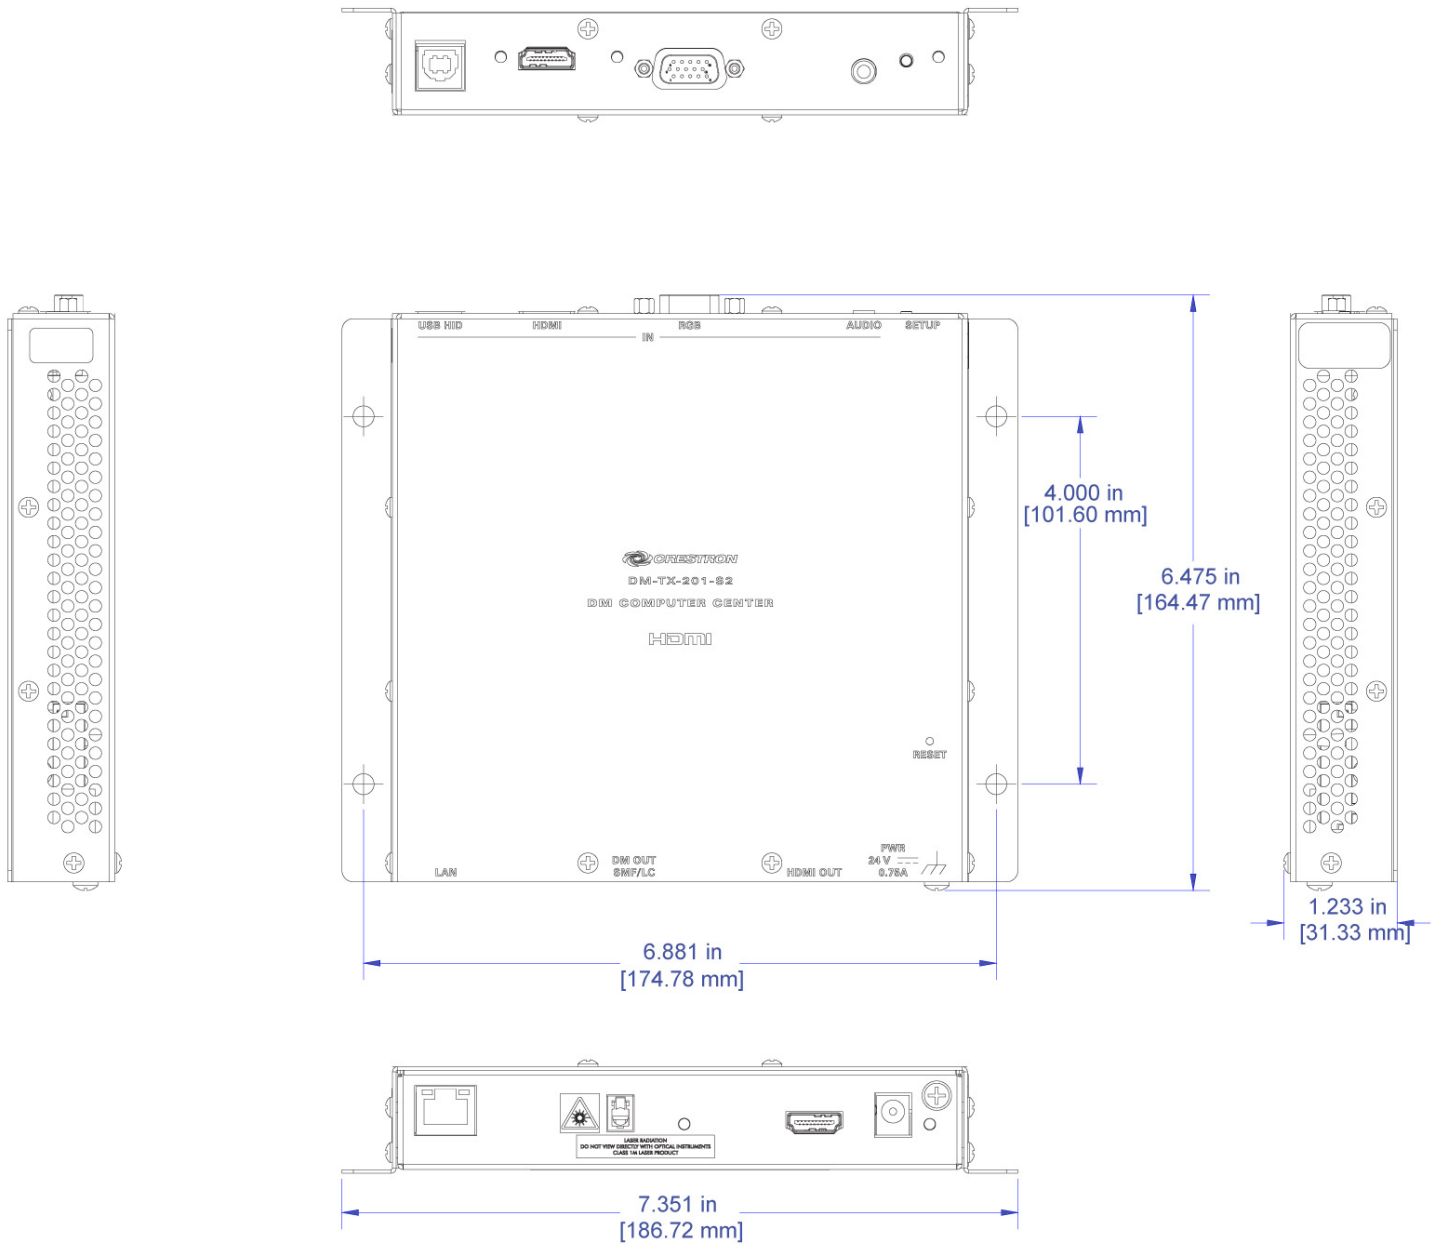 USB HID HDMI RGB AUDIO SETUP
IN
4.000 in
[101.60 mm]
CRESTRON
6.475 in
[164.47 mm]
DM-TX-201-S2
DM COMPUTER CENTER
HDMI
RESET
PWR
24 V
0.75A
LAN
DM OUT
SMF/LC
HDMI OUT
1.233 in
[31.33 mm]
6.881 in
[174.78 mm]
LASER RADIATION
DO NOT VIEW DIRECTLY WITH OPTICAL INSTRUMENTS
CLASS 1M LASER PRODUCT
7.351 in
[186.72 mm]